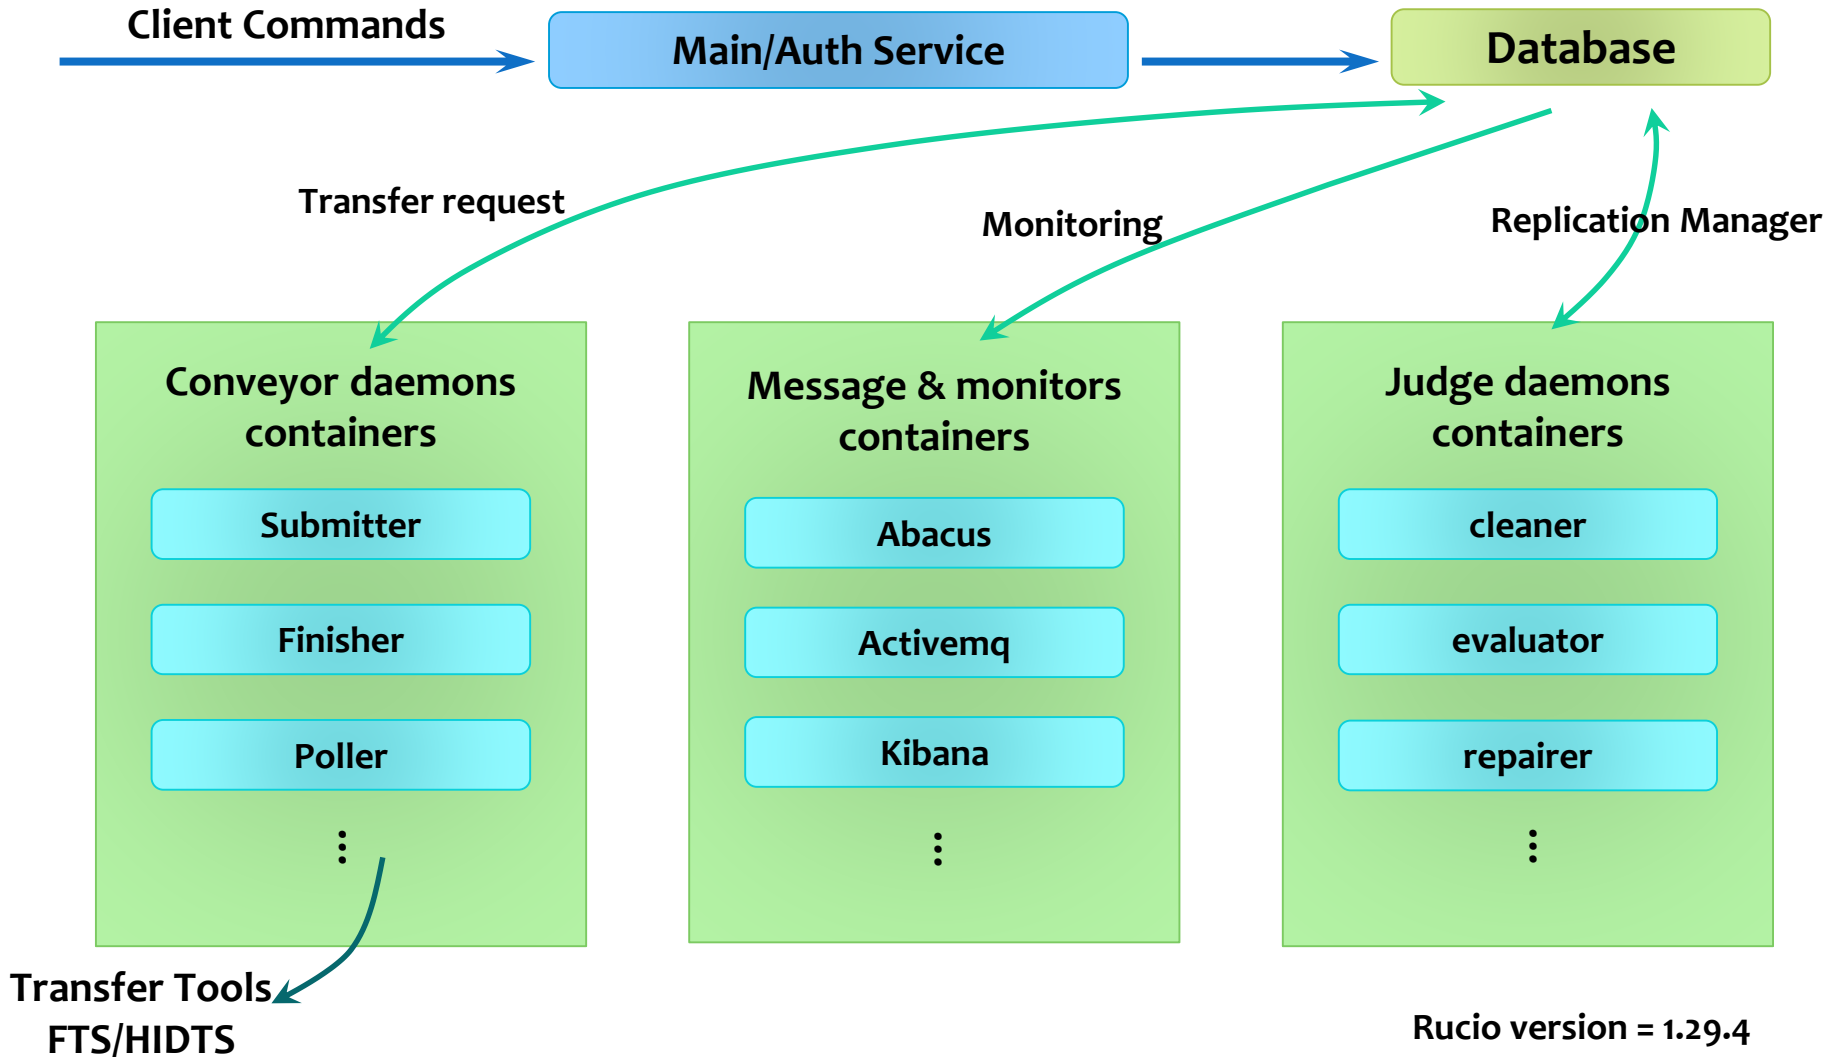 Client Commands
Main/Auth Service
Database
Transfer request
Monitoring
Replication Manager
Conveyor daemons
containers
Submitter
Finisher
Poller
⋮
Message & monitors
containers
Abacus
Activemq
Kibana
⋮
Judge daemons
containers
cleaner
evaluator
repairer
⋮
Transfer Tools
FTS/HIDTS
Rucio version = 1.29.4